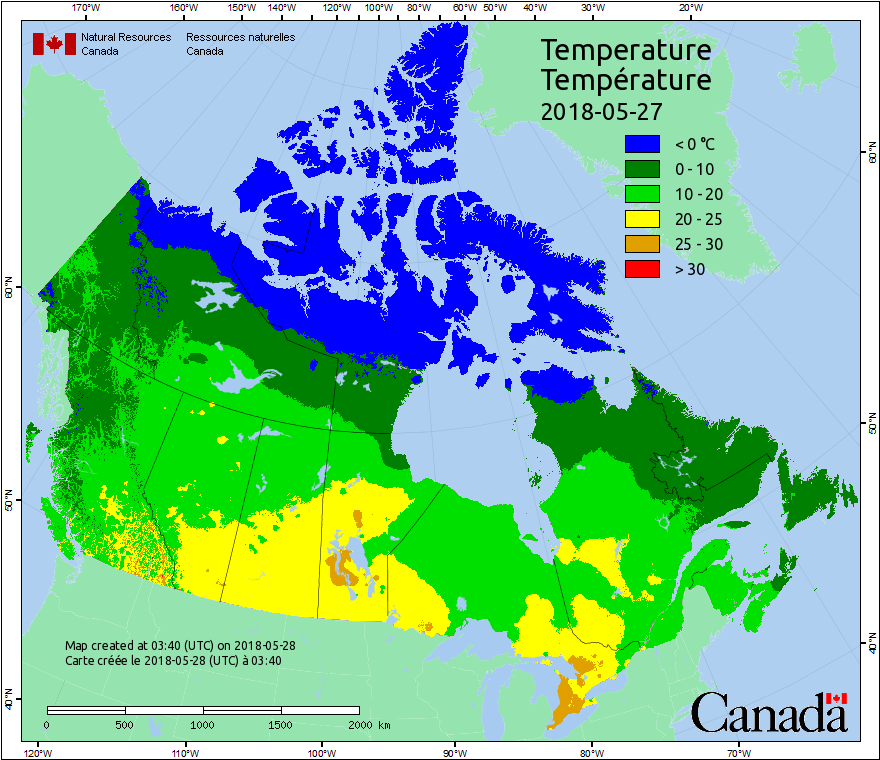 170°W 160°W 150°W 140°W 130°W 120°W 110°W 100°W 90°W 80°W 70°W 60°W 50°W 40°W 30°W 20°W
Natural Resources Ressources naturelles
Canada Canada
Temperature
Température
2018-05-27
< 0 °C
0 - 10
10 - 20
20 - 25
25 - 30
> 30
60°N
60°N
50°N
50°N
40°N
40°N
Map created at 03:40 (UTC) on 2018-05-28
Carte créée le 2018-05-28 (UTC) à 03:40
0 500 1000 1500 2000 km
Canada
120°W 110°W 100°W 90°W 80°W 70°W